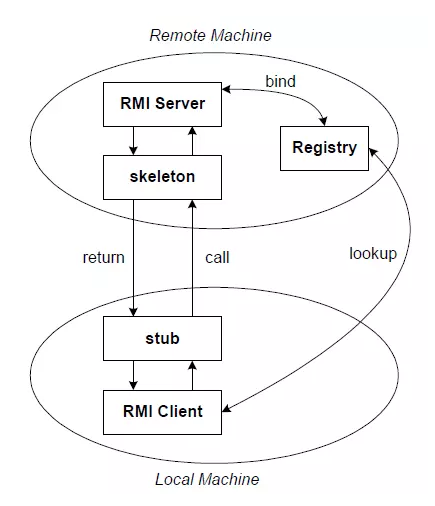 Remote Machine
bind
RMI Server
Registry
skeleton
return
call
lookup
stub
RMI Client
Local Machine